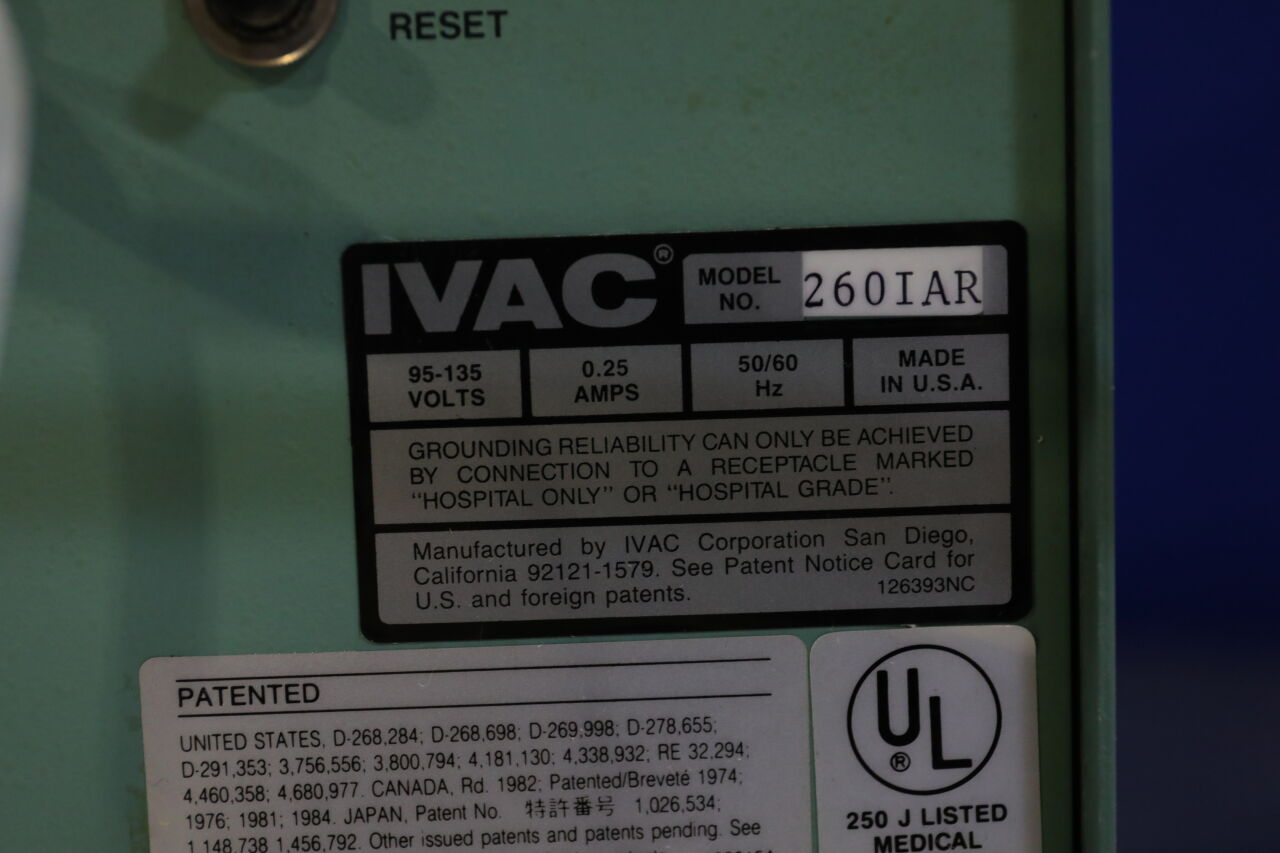 RESET
IVAC®
MODEL NO. 260IAR
95-135
VOLTS
0.25
AMPS
50/60
Hz
MADE
IN U.S.A.
GROUNDING RELIABILITY CAN ONLY BE ACHIEVED
BY CONNECTION TO A RECEPTACLE MARKED
"HOSPITAL ONLY" OR "HOSPITAL GRADE".
Manufactured by IVAC Corporation San Diego,
California 92121-1579. See Patent Notice Card for
U.S. and foreign patents. 126393NC
PATENTED
UNITED STATES, D-268,284; D-268,698; D-269,998; D-278,655;
D-291,353; 3,756,556; 3,800,794; 4,181,130; 4,338,932; RE 32,294;
4,460,358; 4,680,977. CANADA, Rd. 1982; Patented/Breveté 1974;
1976; 1981; 1984. JAPAN, Patent No. 特許番号 1,026,534;
1,148,738 1,456,792. Other issued patents and patents pending. See
UL®
250 J LISTED
MEDICAL